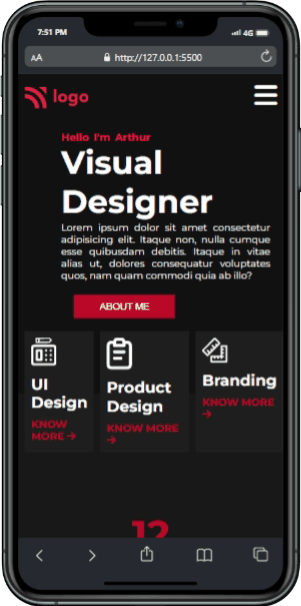 7:51 PM
4G
AA
http://127.0.0.1:5500
logo
Hello I'm Arthur
Visual
Designer
Lorem ipsum dolor sit amet consectetur
adipisicing elit. Itaque non, nulla cumque
esse quibusdam debitis. Itaque in vitae
alias ut, dolores consequatur voluptates
quos, nam quam commodi quia ab illo?
ABOUT ME
UI
Design
KNOW
MORE →
Product
Design
KNOW MORE
→
Branding
KNOW MORE
→
12